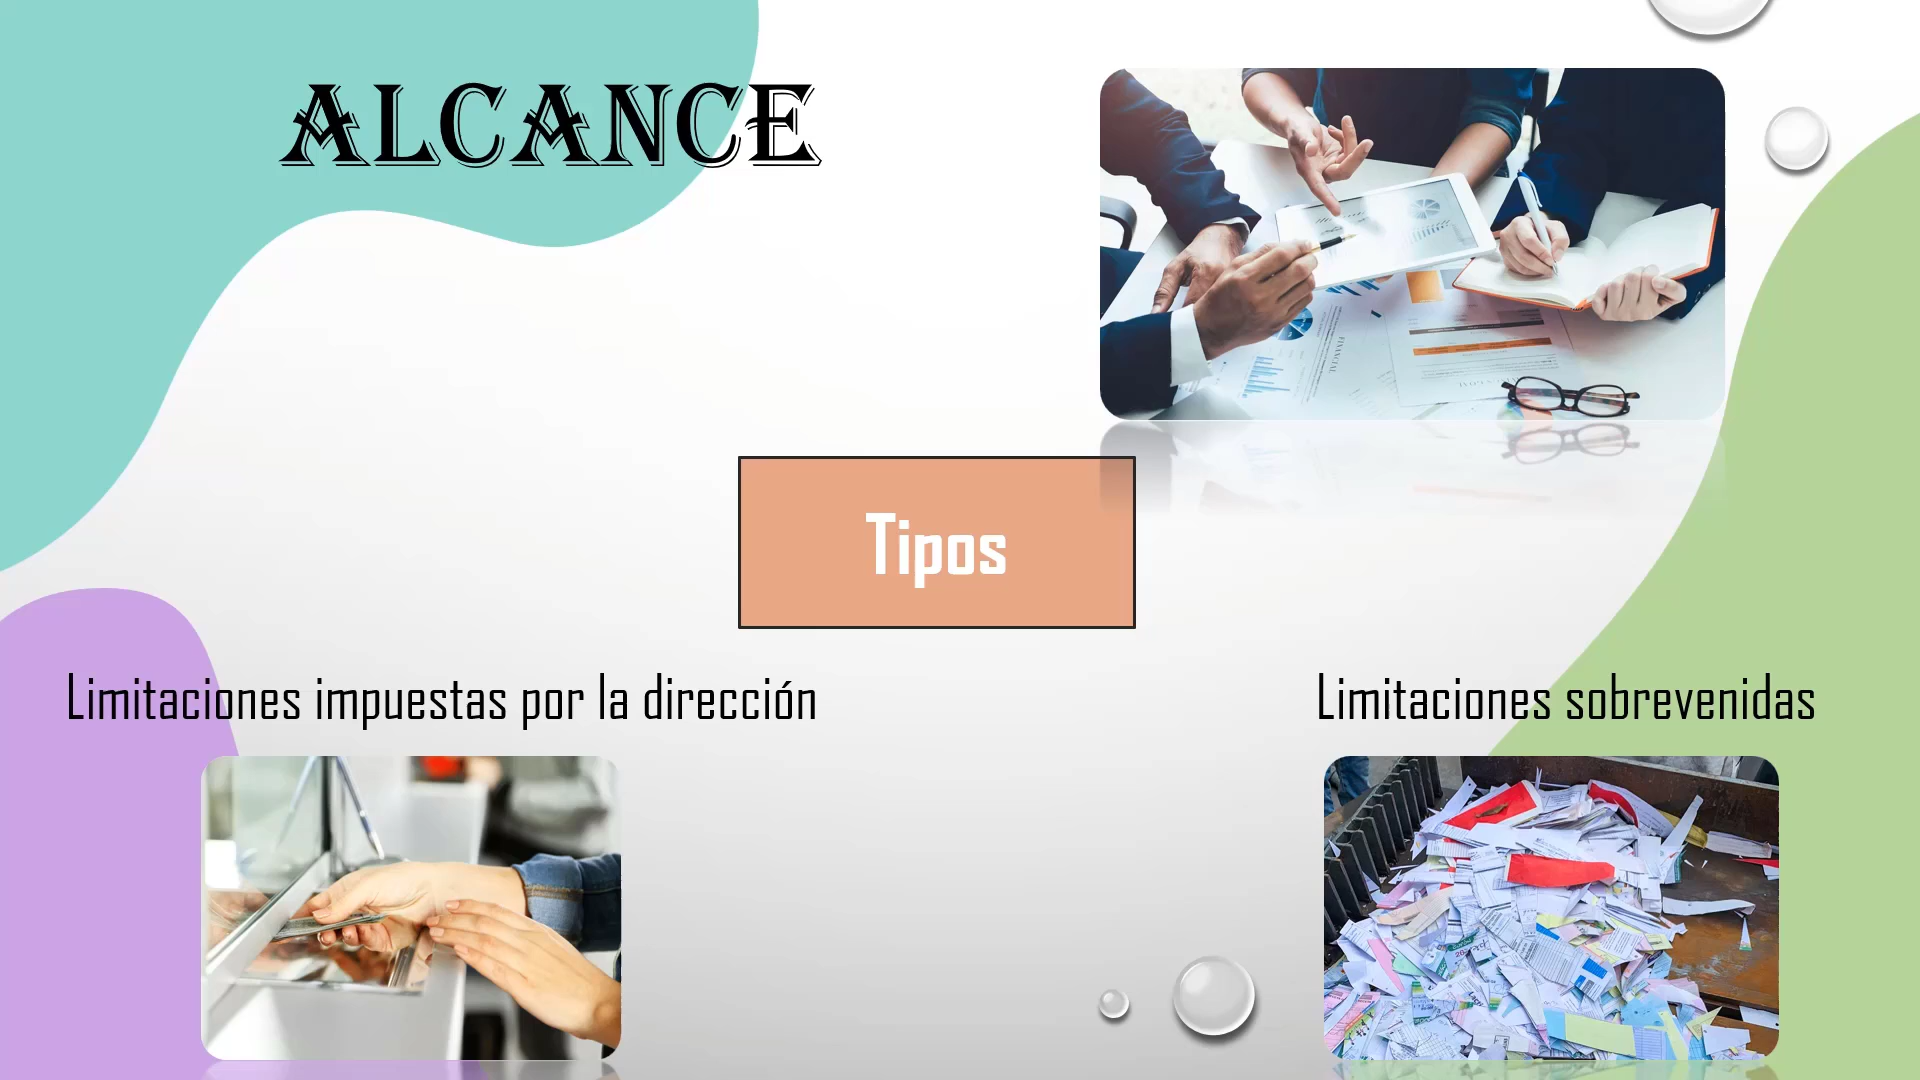 ALCANCE
Tipos
Limitaciones impuestas por la dirección
Limitaciones sobrevenidas